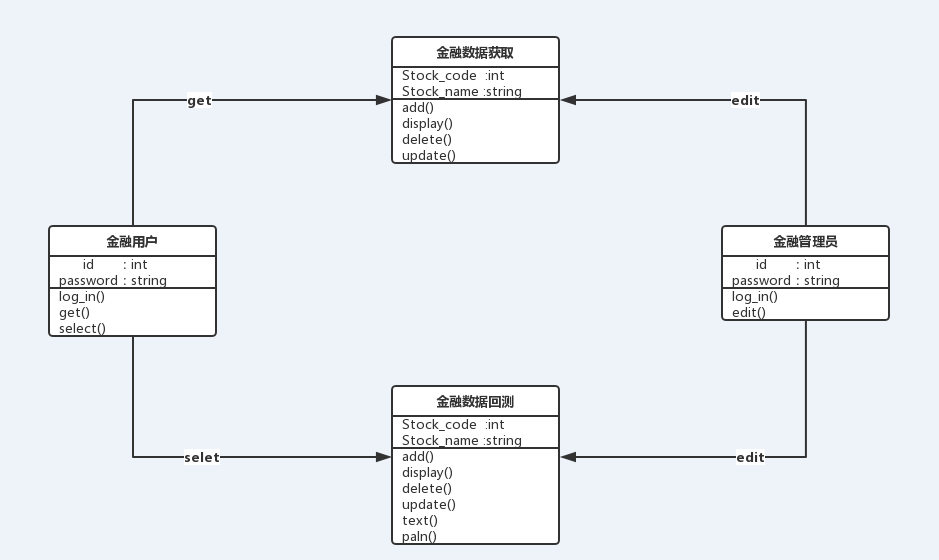 金融数据获取
Stock_code :int
Stock_name :string
add()
display()
delete()
update()
get
edit
金融用户
id : int
password : string
log_in()
get()
select()
金融管理员
id : int
password : string
log_in()
edit()
金融数据回测
Stock_code :int
Stock_name :string
add()
display()
delete()
update()
text()
paln()
selet
edit